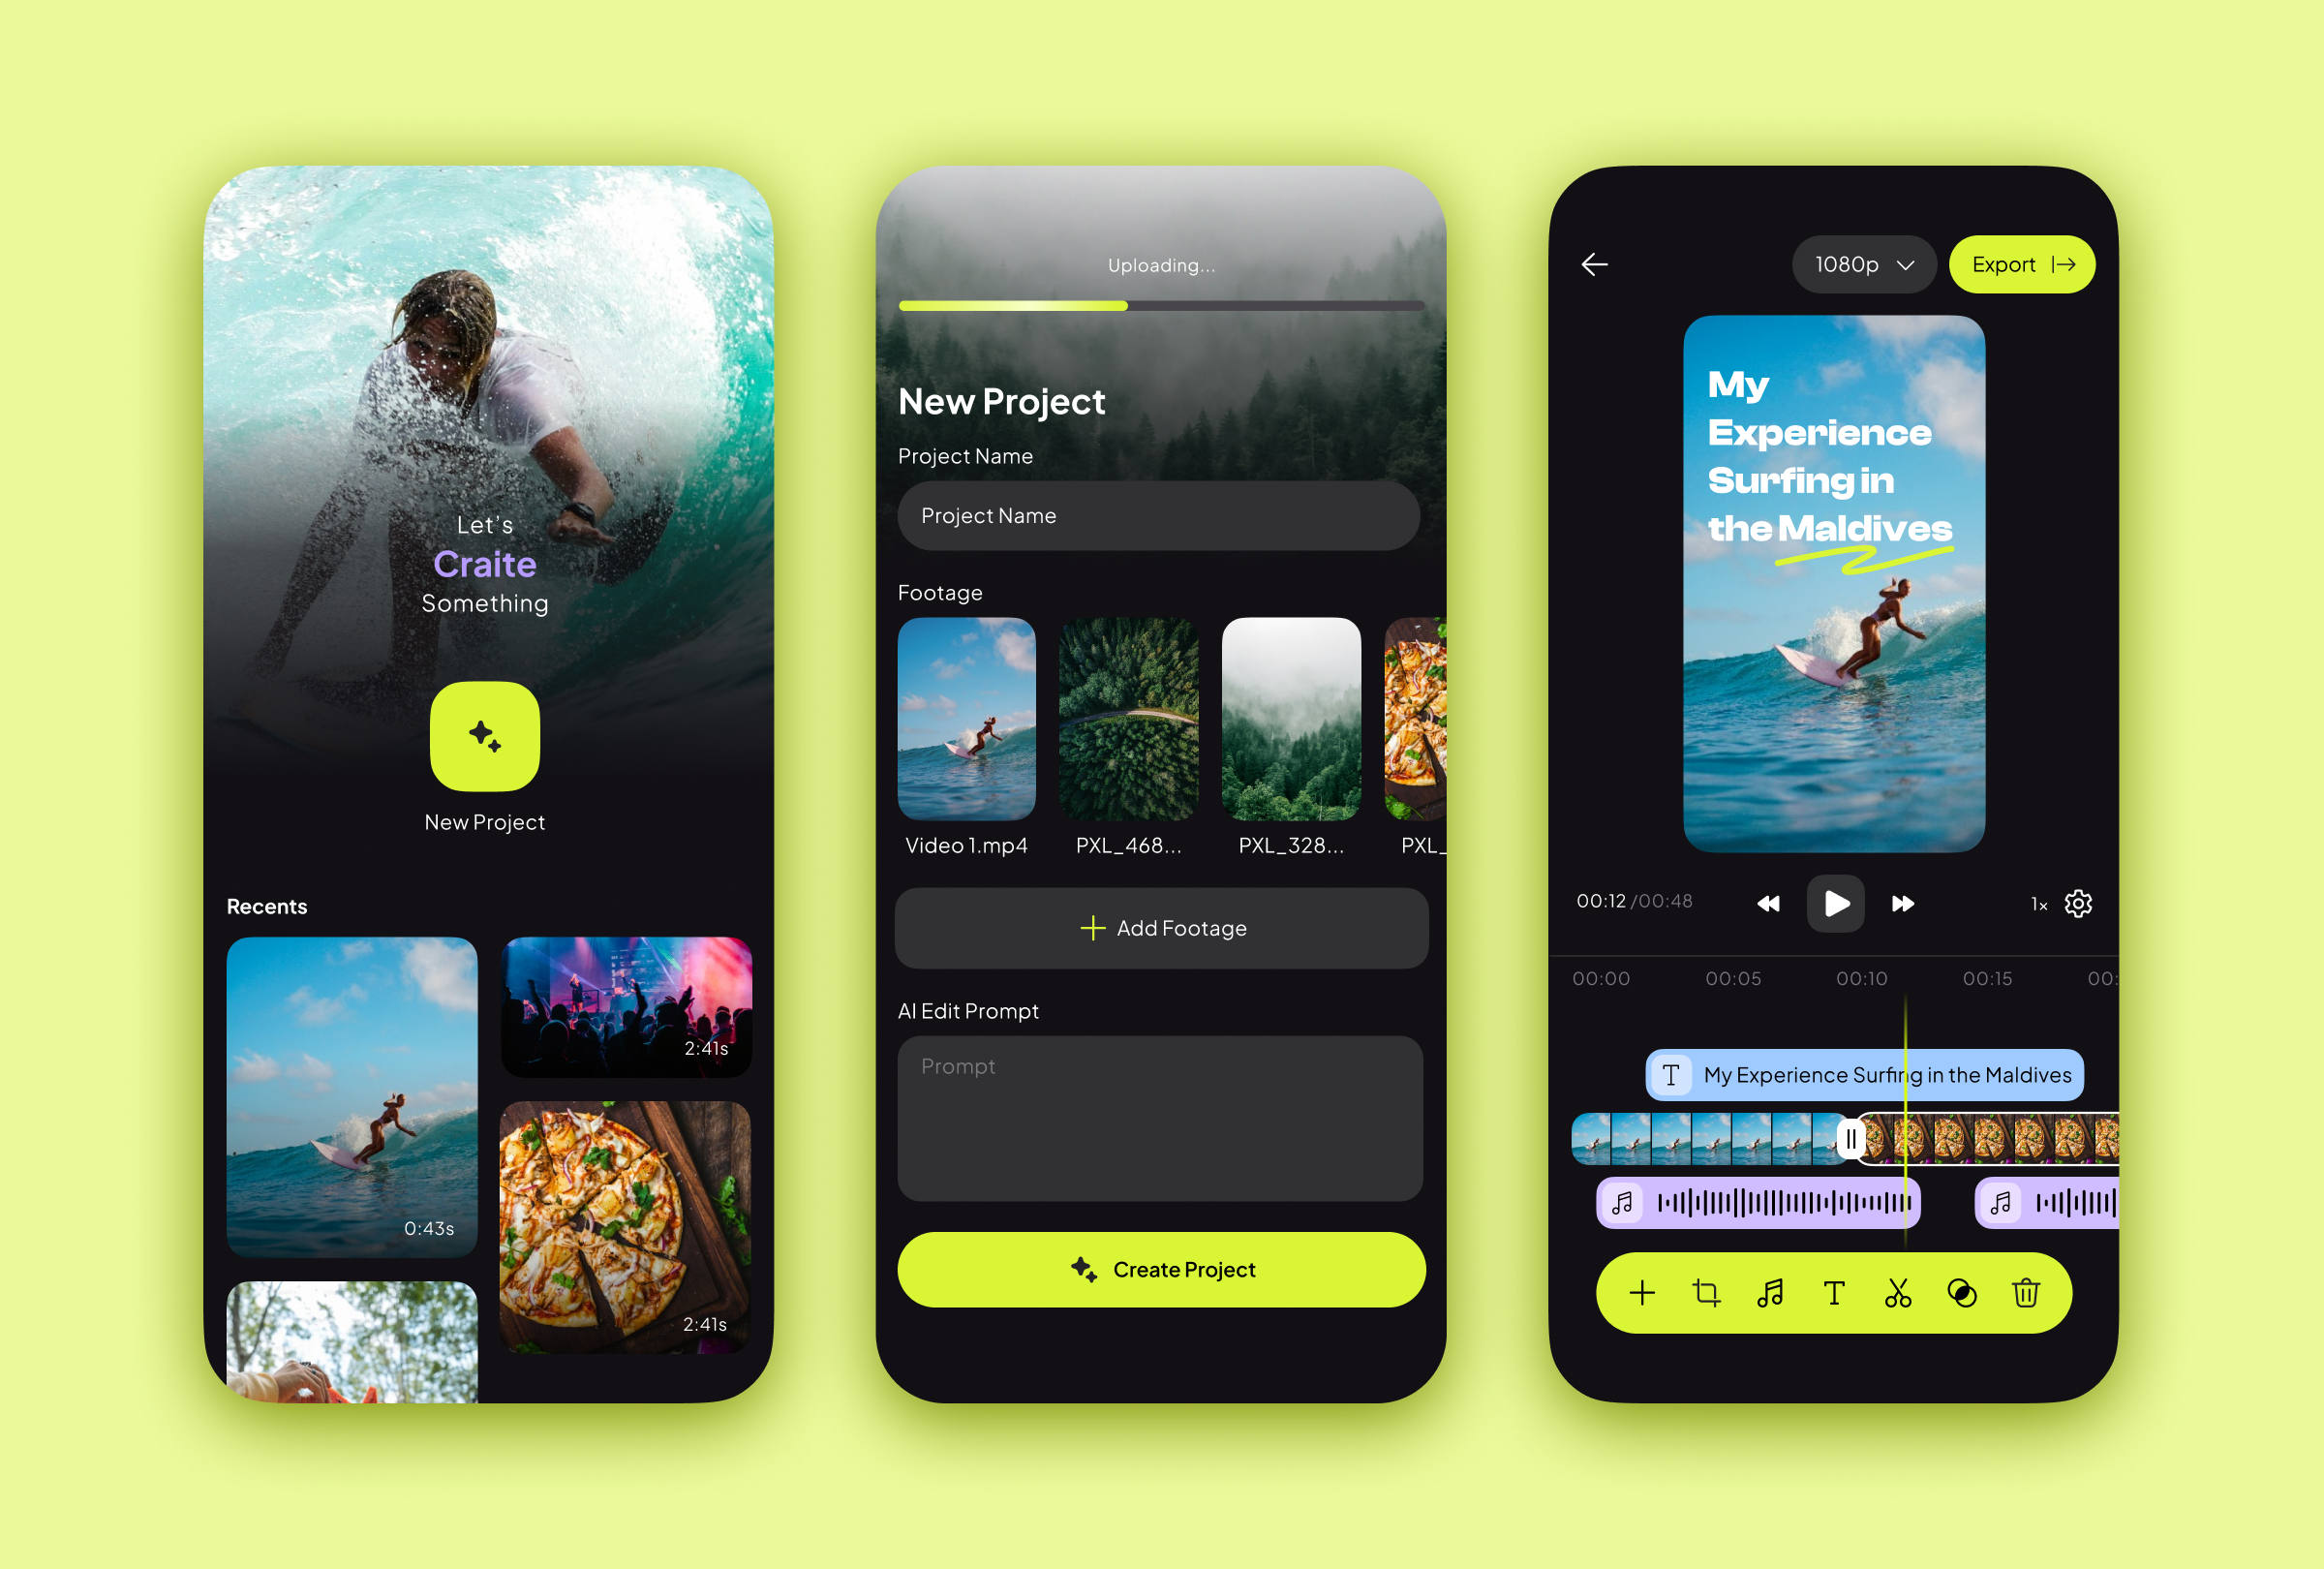 Let's
Craite
Something
New Project
Recents
0:43s
2:41s
2:41s
Uploading...
New Project
Project Name
Project Name
Footage
Video 1.mp4
PXL_468...
PXL_328...
PXL_
Add Footage
AI Edit Prompt
Prompt
Create Project
1080p
Export
My
Experience
Surfing in
the Maldives
00:12 /00:48
1×
00:00 00:05 00:10 00:15 00:
T My Experience Surfing in the Maldives
T